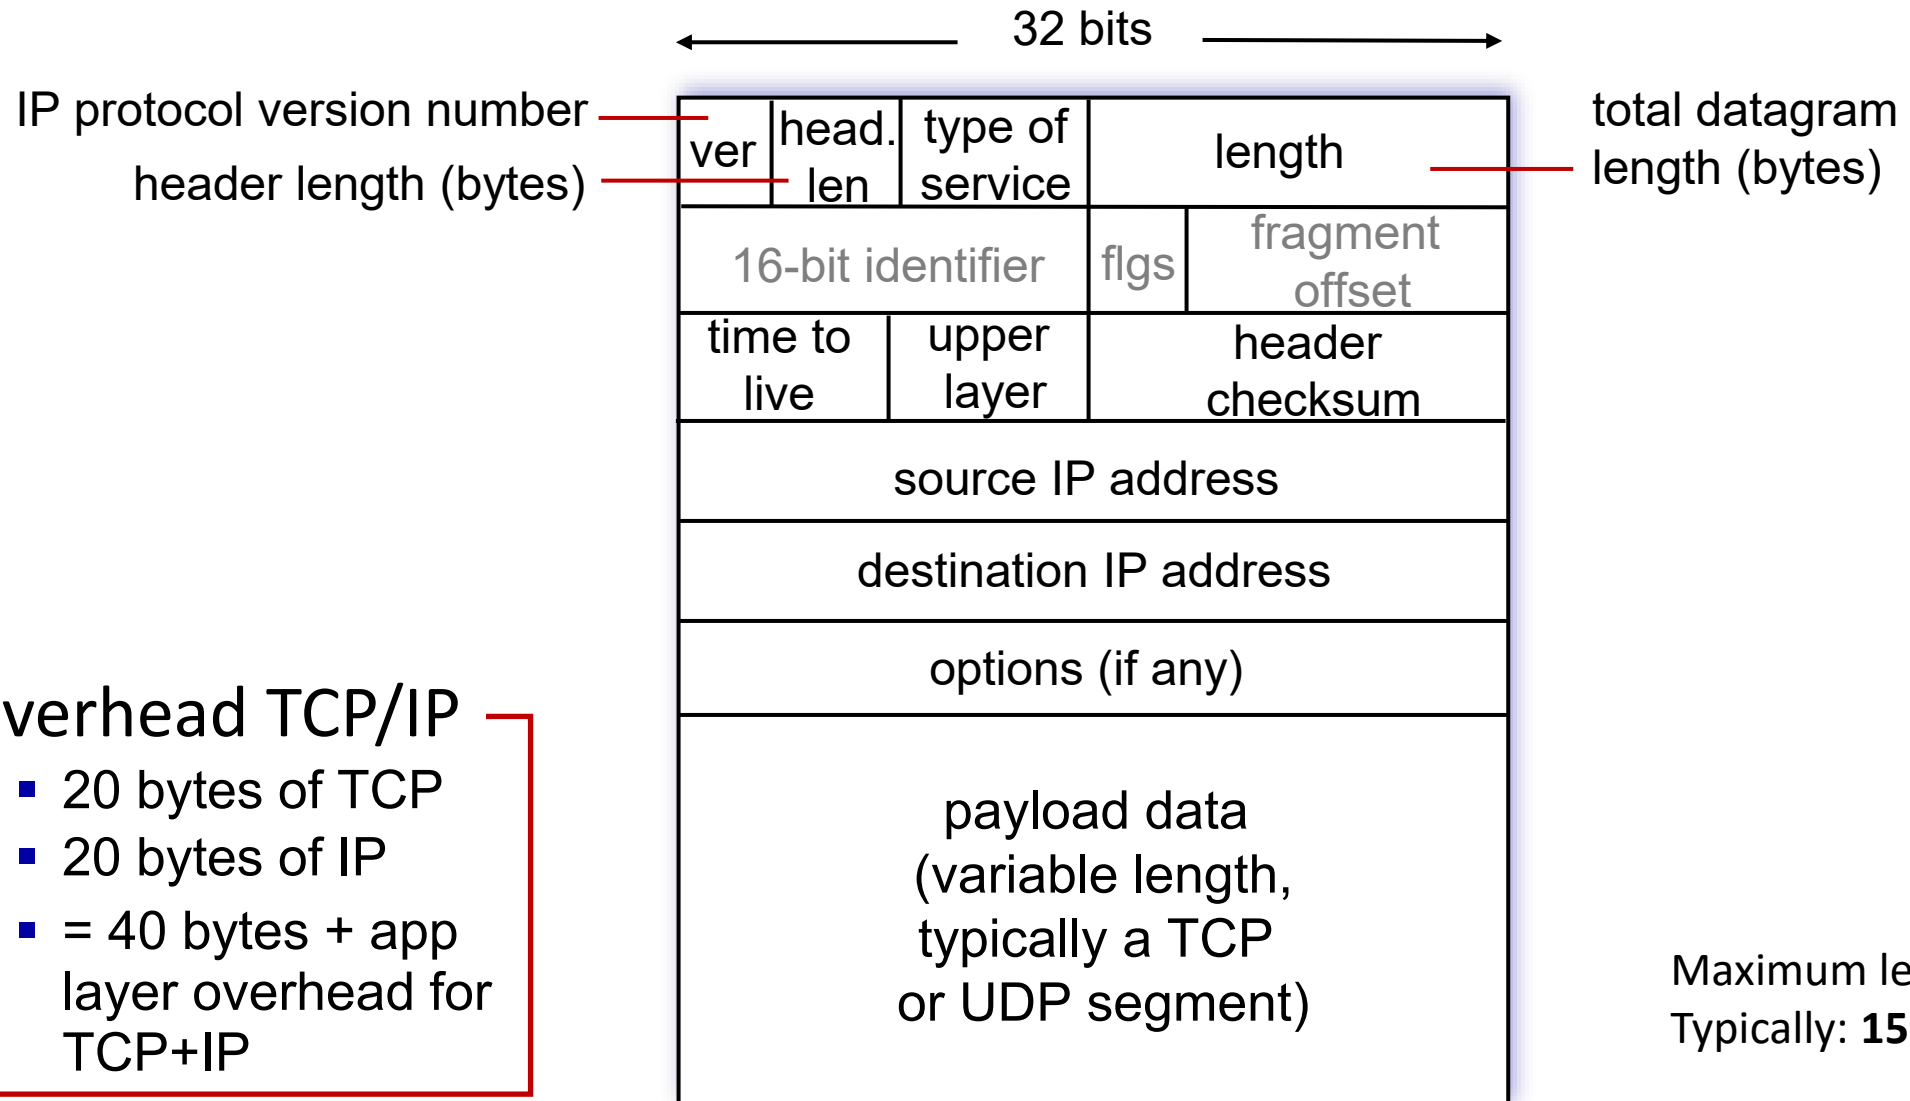 32 bits
IP protocol version number
header length (bytes)
ver
head.
len
type of
service
length
total datagram
length (bytes)
16-bit identifier
flgs
fragment
offset
time to
live
upper
layer
header
checksum
source IP address
destination IP address
options (if any)
payload data
(variable length,
typically a TCP
or UDP segment)
verhead TCP/IP
20 bytes of TCP
20 bytes of IP
= 40 bytes + app
layer overhead for
TCP+IP
Maximum le
Typically: 15